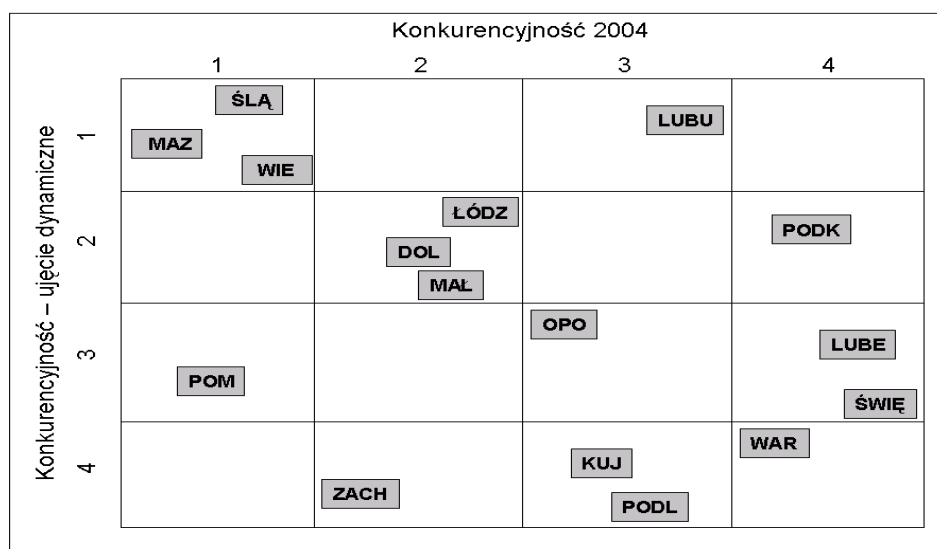 Konkurencyjność 2004
1 2 3 4
Konkurencyjność – ujęcie dynamiczne
1
ŚLĄ
MAZ
WIE
LUBU
2
ŁÓDZ
DOL
MAŁ
PODK
3
POM
OPO
LUBE
ŚWIĘ
4
ZACH
KUJ
PODL
WAR